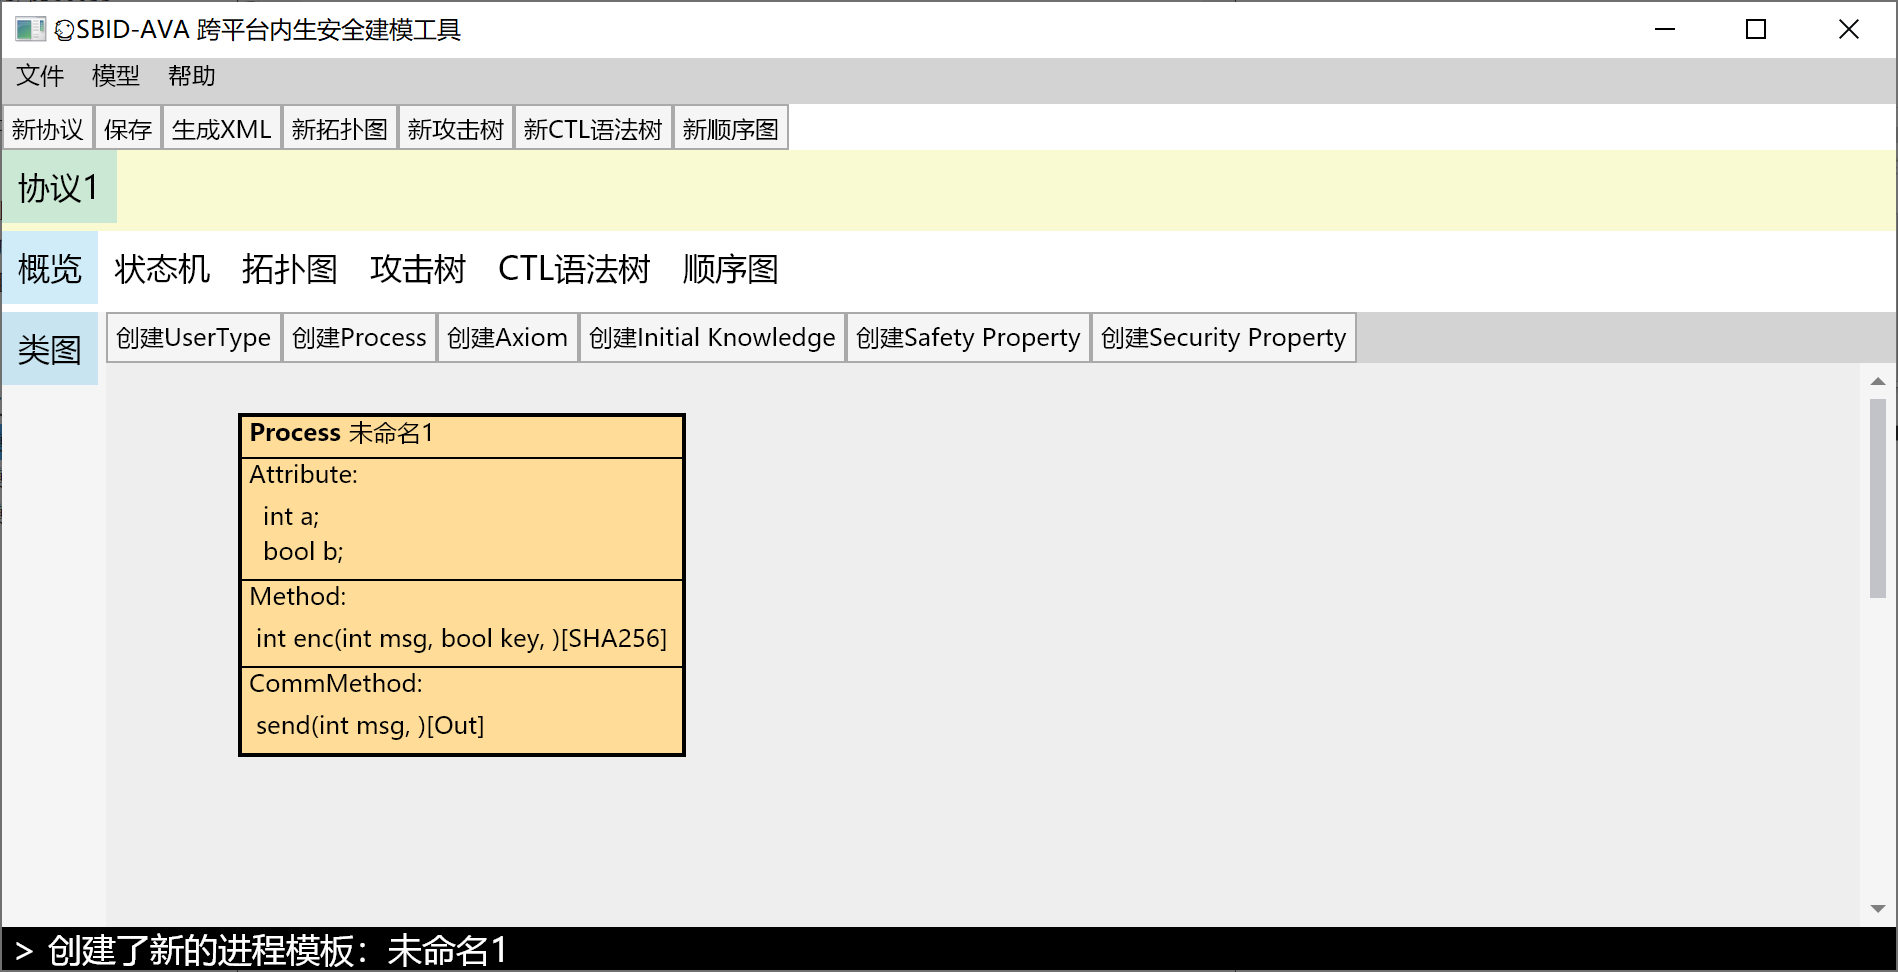 SBID-AVA 跨平台内生安全建模工具
文件 模型 帮助
新协议 保存 生成XML 新拓扑图 新攻击树 新CTL语法树 新顺序图
协议1
概览 状态机 拓扑图 攻击树 CTL语法树 顺序图
类图 创建UserType 创建Process 创建Axiom 创建Initial Knowledge 创建Safety Property 创建Security Property
Process 未命名1
Attribute:
int a;
bool b;
Method:
int enc(int msg, bool key, )[SHA256]
CommMethod:
send(int msg, )[Out]
> 创建了新的进程模板：未命名1